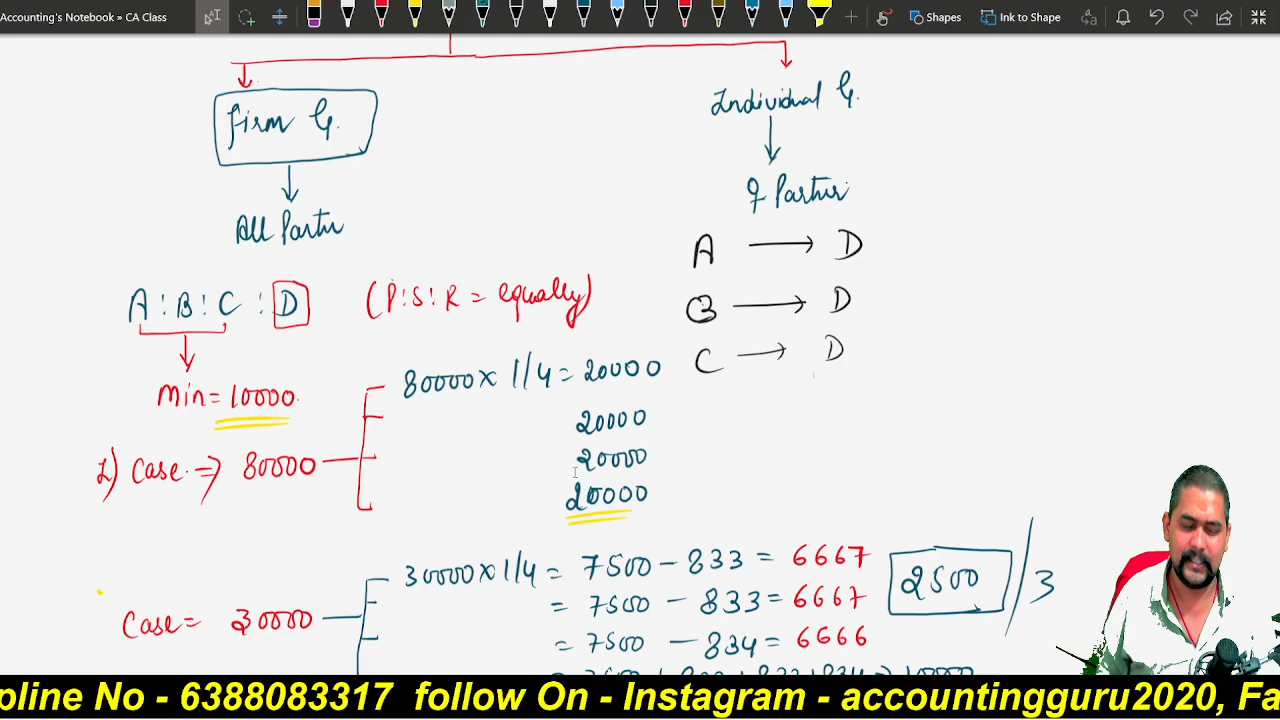 Accounting's Notebook » CA Class
Shapes
Ink to Shape
Firm G.
All Partn
Individual G.
of Partner
A → D
B → D
C → D
A : B : C : D
(P:S:R = equally)
Min = 10000
1) Case ⇒ 80000
80000 x 1/4 = 20000
20000
20000
20000
Case = 30000
30000 x 1/4 = 7500 - 833 = 6667
= 7500 - 833 = 6667
= 7500 - 834 = 6666
2500 / 3
pline No - 6388083317 follow On - Instagram - accountingguru2020, Fa